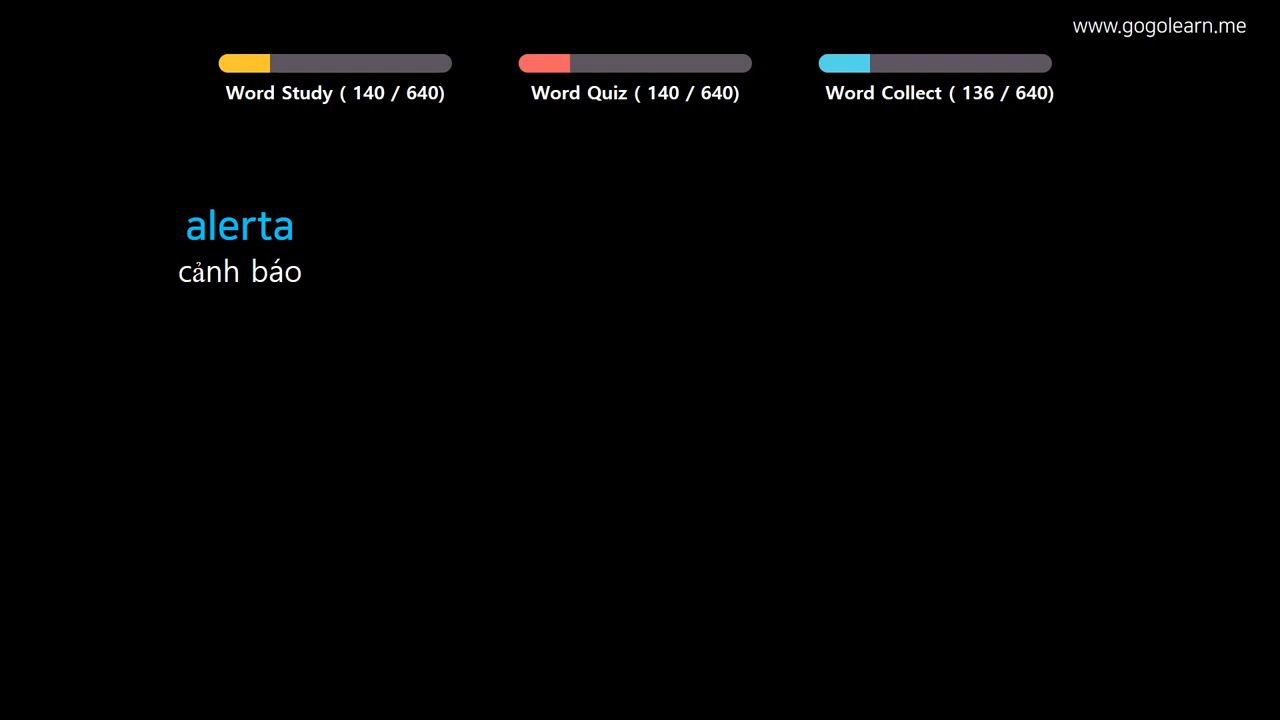 www.gogolearn.me
Word Study ( 140 / 640)
Word Quiz ( 140 / 640)
Word Collect ( 136 / 640)
alerta
cảnh báo